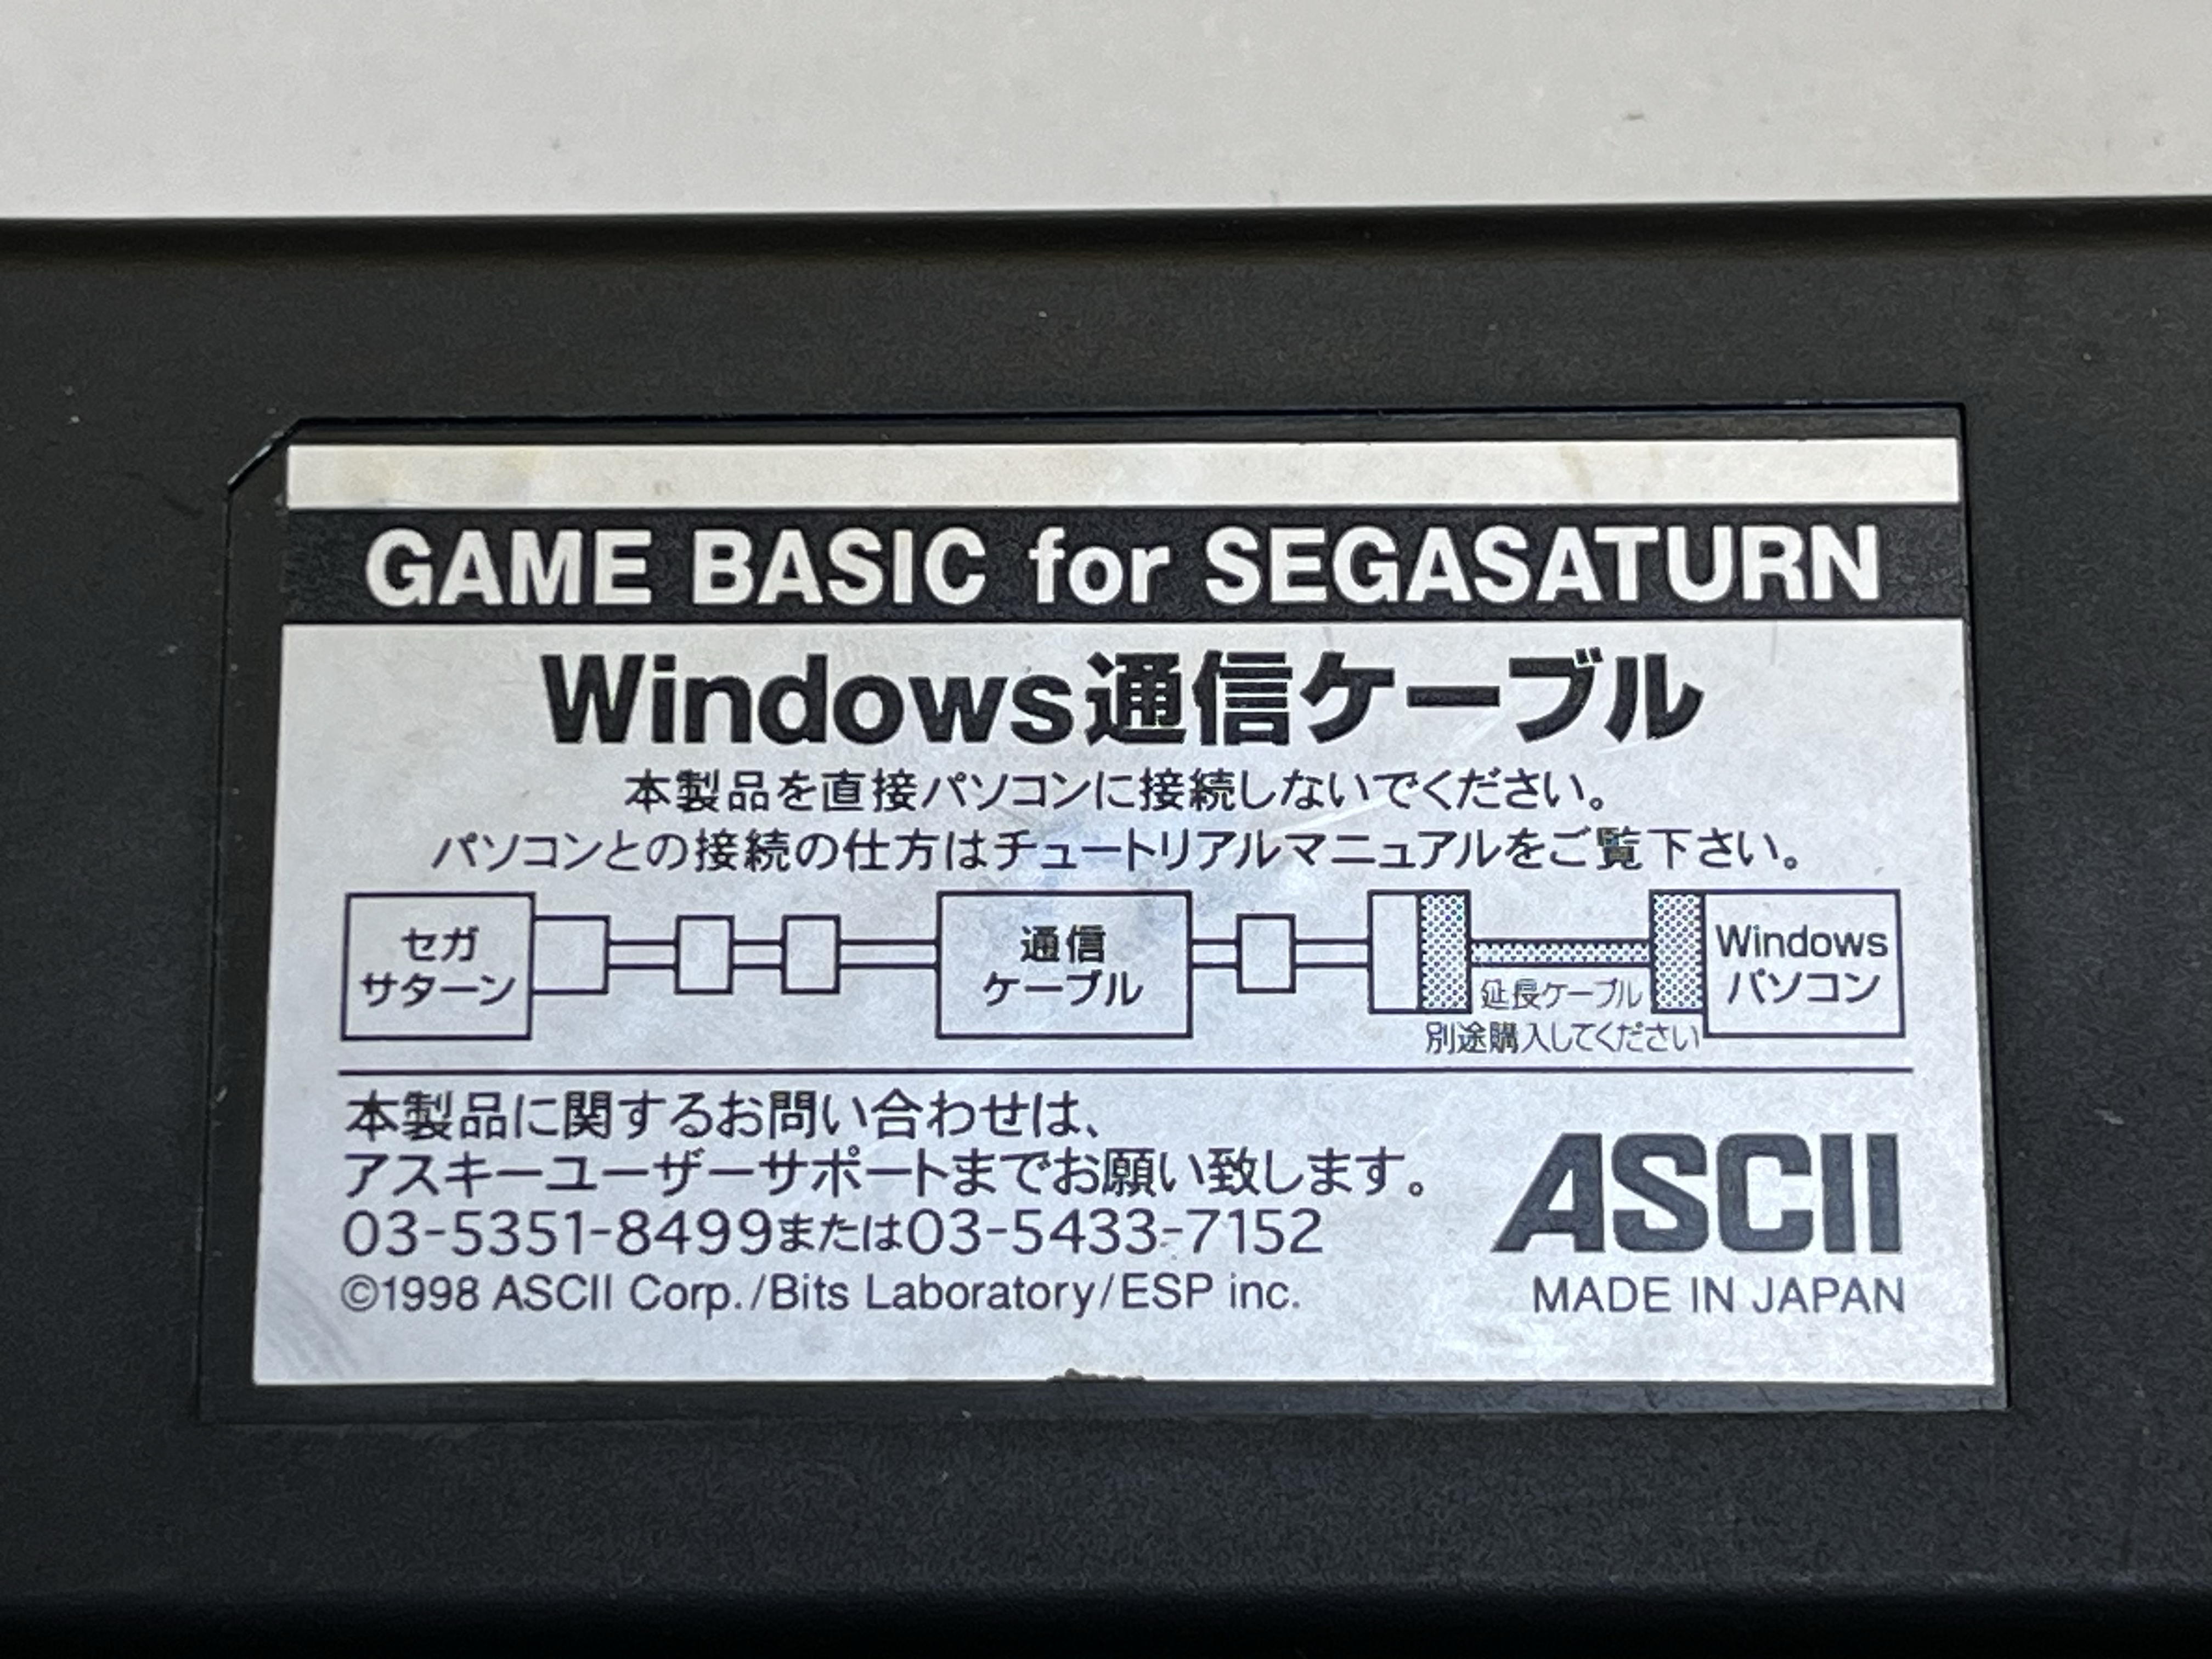 GAME BASIC for SEGASATURN
Windows通信ケーブル
本製品を直接パソコンに接続しないでください。
パソコンとの接続の仕方はチュートリアルマニュアルをご覧下さい。
セガ
サターン
通信
ケーブル
延長ケーブル
別途購入してください
Windows
パソコン
本製品に関するお問い合わせは、
アスキーユーザーサポートまでお願い致します。
03-5351-8499または03-5433-7152
©1998 ASCII Corp./Bits Laboratory/ESP inc.
ASCII
MADE IN JAPAN